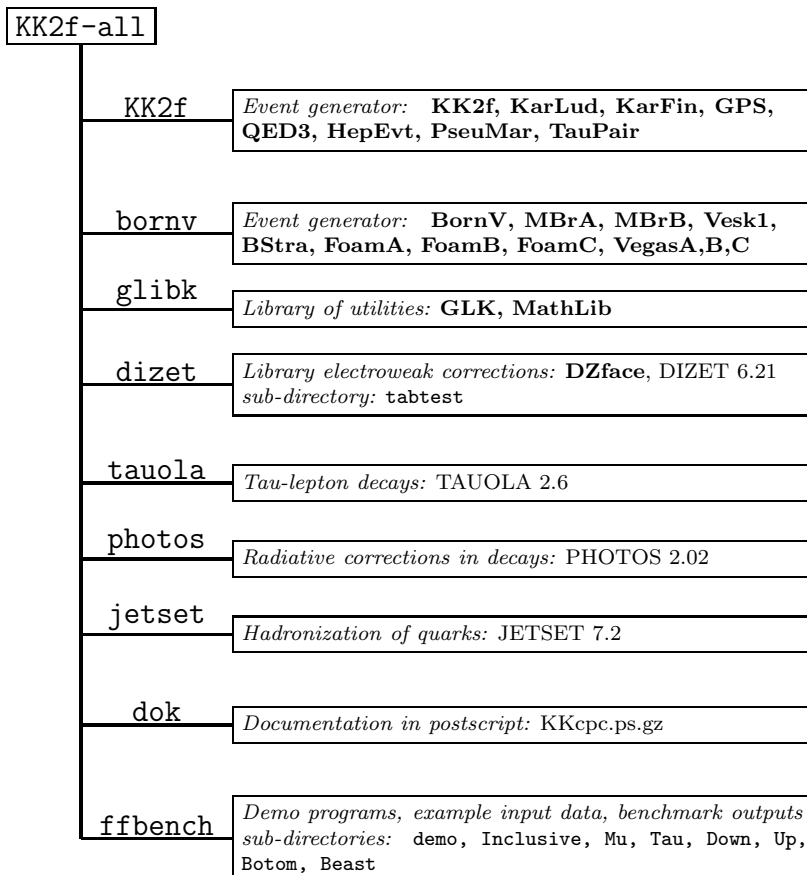 KK2f-all
KK2f
Event generator: KK2f, KarLud, KarFin, GPS,
QED3, HepEvt, PseuMar, TauPair
bornv
Event generator: BornV, MBrA, MBrB, Vesk1,
BStra, FoamA, FoamB, FoamC, VegasA,B,C
glibk
Library of utilities: GLK, MathLib
dizet
Library electroweak corrections: DZface, DIZET 6.21
sub-directory: tabtest
tauola
Tau-lepton decays: TAUOLA 2.6
photos
Radiative corrections in decays: PHOTOS 2.02
jetset
Hadronization of quarks: JETSET 7.2
dok
Documentation in postscript: KKcpc.ps.gz
ffbench
Demo programs, example input data, benchmark outputs
sub-directories: demo, Inclusive, Mu, Tau, Down, Up,
Botom, Beast